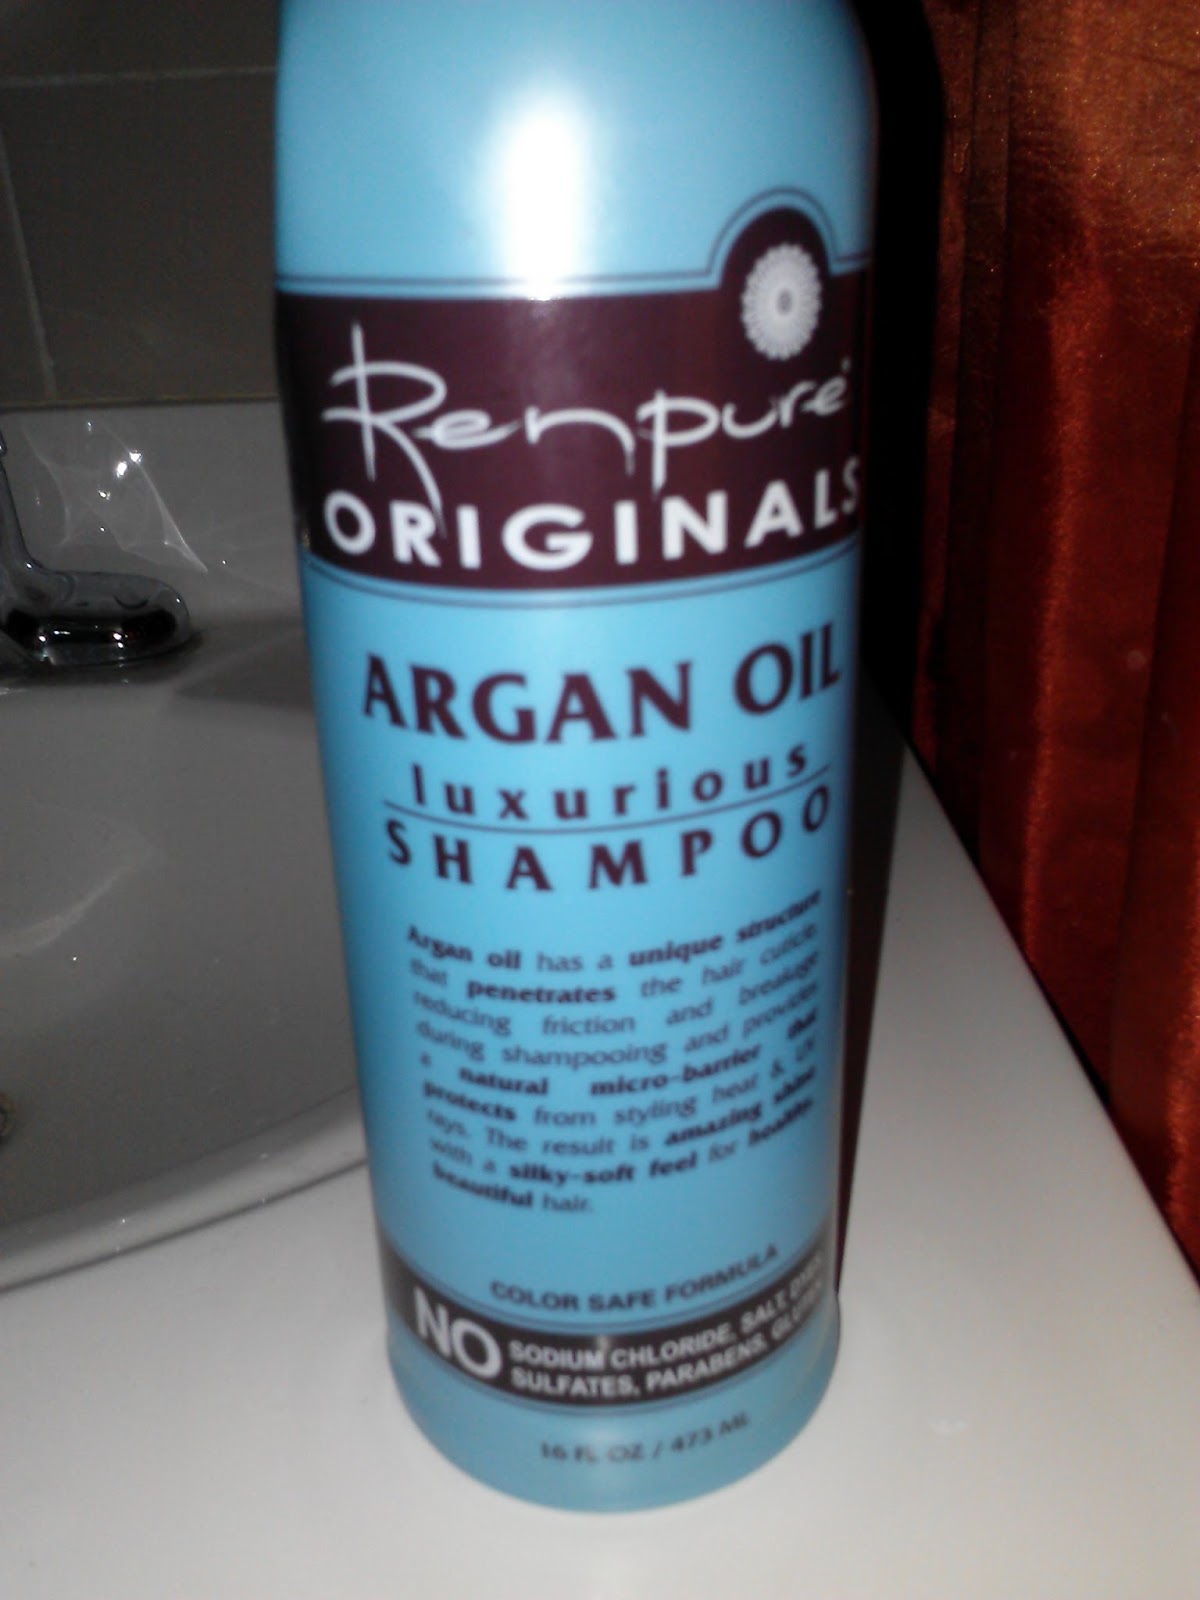 Renpure®
ORIGINALS
ARGAN OIL
luxurious
SHAMPOO
Argan oil has a unique structure
that penetrates the hair cuticle
reducing friction and breakage
during shampooing and provides
a natural micro-barrier that
protects from styling heat & UV
rays. The result is amazing shine
with a silky-soft feel for healthy,
beautiful hair.
COLOR SAFE FORMULA
NO
SODIUM CHLORIDE, SALT,
SULFATES, PARABENS,
16 FL OZ / 473 ML